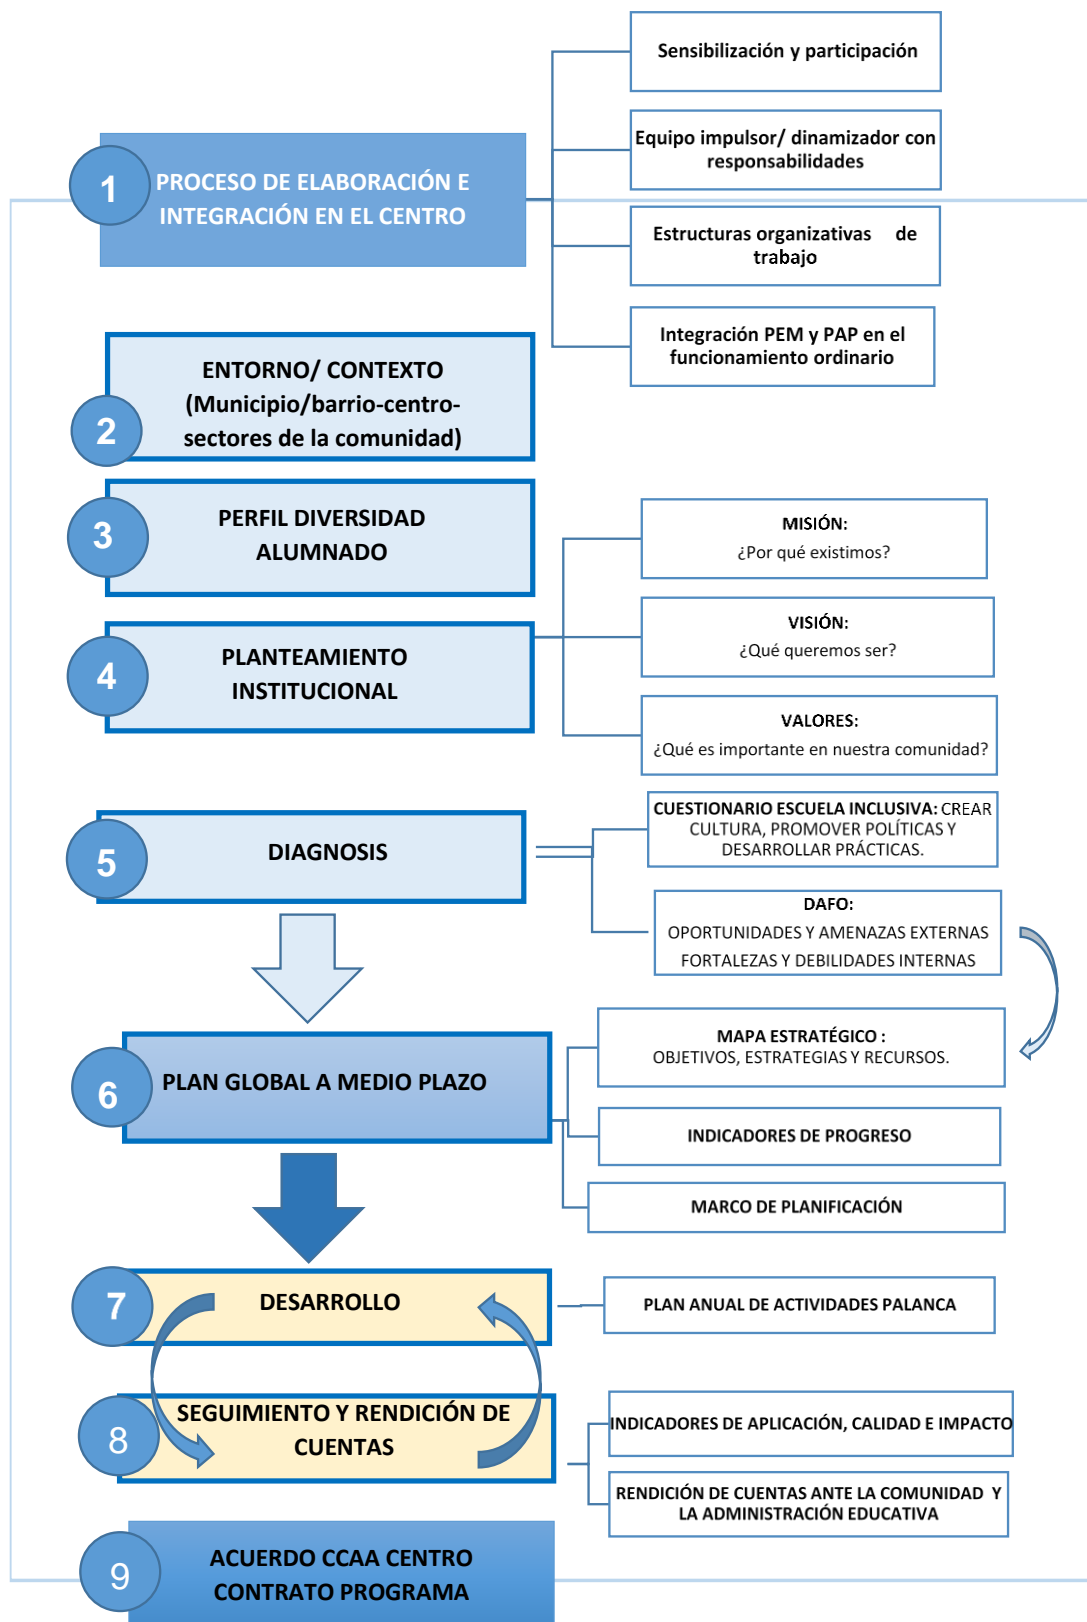 1
PROCESO DE ELABORACIÓN E
INTEGRACIÓN EN EL CENTRO
Sensibilización y participación
Equipo impulsor/ dinamizador con
responsabilidades
Estructuras organizativas de
trabajo
Integración PEM y PAP en el
funcionamiento ordinario
2
ENTORNO/ CONTEXTO
(Municipio/barrio-centro-
sectores de la comunidad)
3
PERFIL DIVERSIDAD
ALUMNADO
4
PLANTEAMIENTO
INSTITUCIONAL
MISIÓN:
¿Por qué existimos?
VISIÓN:
¿Qué queremos ser?
VALORES:
¿Qué es importante en nuestra comunidad?
5
DIAGNOSIS
CUESTIONARIO ESCUELA INCLUSIVA: CREAR
CULTURA, PROMOVER POLÍTICAS Y
DESARROLLAR PRÁCTICAS.
DAFO:
OPORTUNIDADES Y AMENAZAS EXTERNAS
FORTALEZAS Y DEBILIDADES INTERNAS
6
PLAN GLOBAL A MEDIO PLAZO
MAPA ESTRATÉGICO :
OBJETIVOS, ESTRATEGIAS Y RECURSOS.
INDICADORES DE PROGRESO
MARCO DE PLANIFICACIÓN
7
DESARROLLO
PLAN ANUAL DE ACTIVIDADES PALANCA
8
SEGUIMIENTO Y RENDICIÓN DE
CUENTAS
INDICADORES DE APLICACIÓN, CALIDAD E IMPACTO
RENDICIÓN DE CUENTAS ANTE LA COMUNIDAD Y
LA ADMINISTRACIÓN EDUCATIVA
9
ACUERDO CCAA CENTRO
CONTRATO PROGRAMA